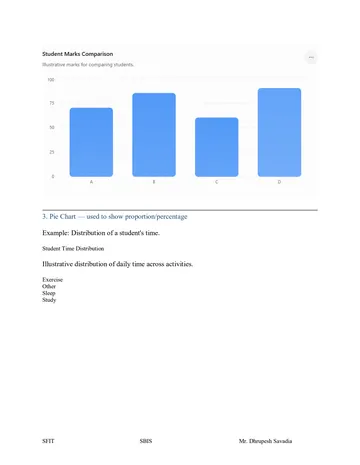 Student Marks Comparison
Illustrative marks for comparing students.
100
75
50
25
0
A B C D
3. Pie Chart — used to show proportion/percentage
Example: Distribution of a student's time.
Student Time Distribution
Illustrative distribution of daily time across activities.
Exercise
Other
Sleep
Study
SFIT SBIS Mr. Dhrupesh Savadia